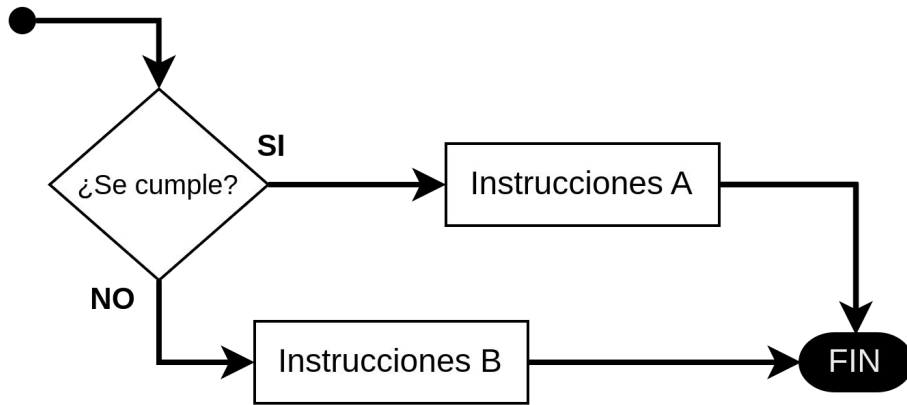 SI
¿Se cumple?
Instrucciones A
NO
Instrucciones B
FIN